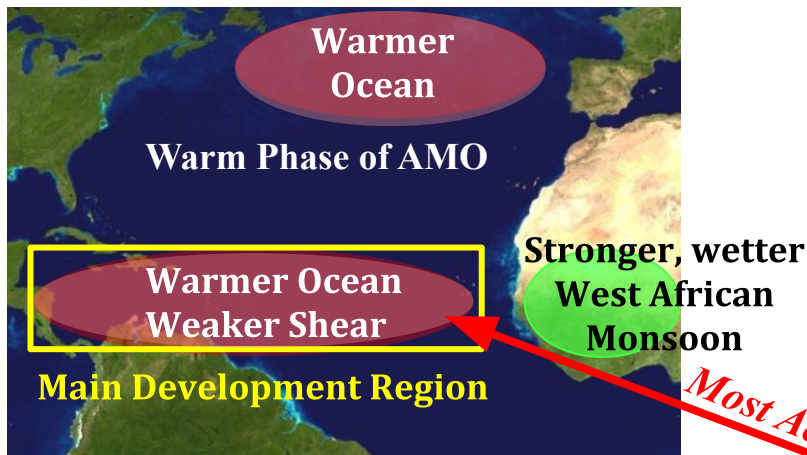 Warmer
Ocean
Warm Phase of AMO
Stronger, wetter
West African
Monsoon
Warmer Ocean
Weaker Shear
Main Development Region
Most